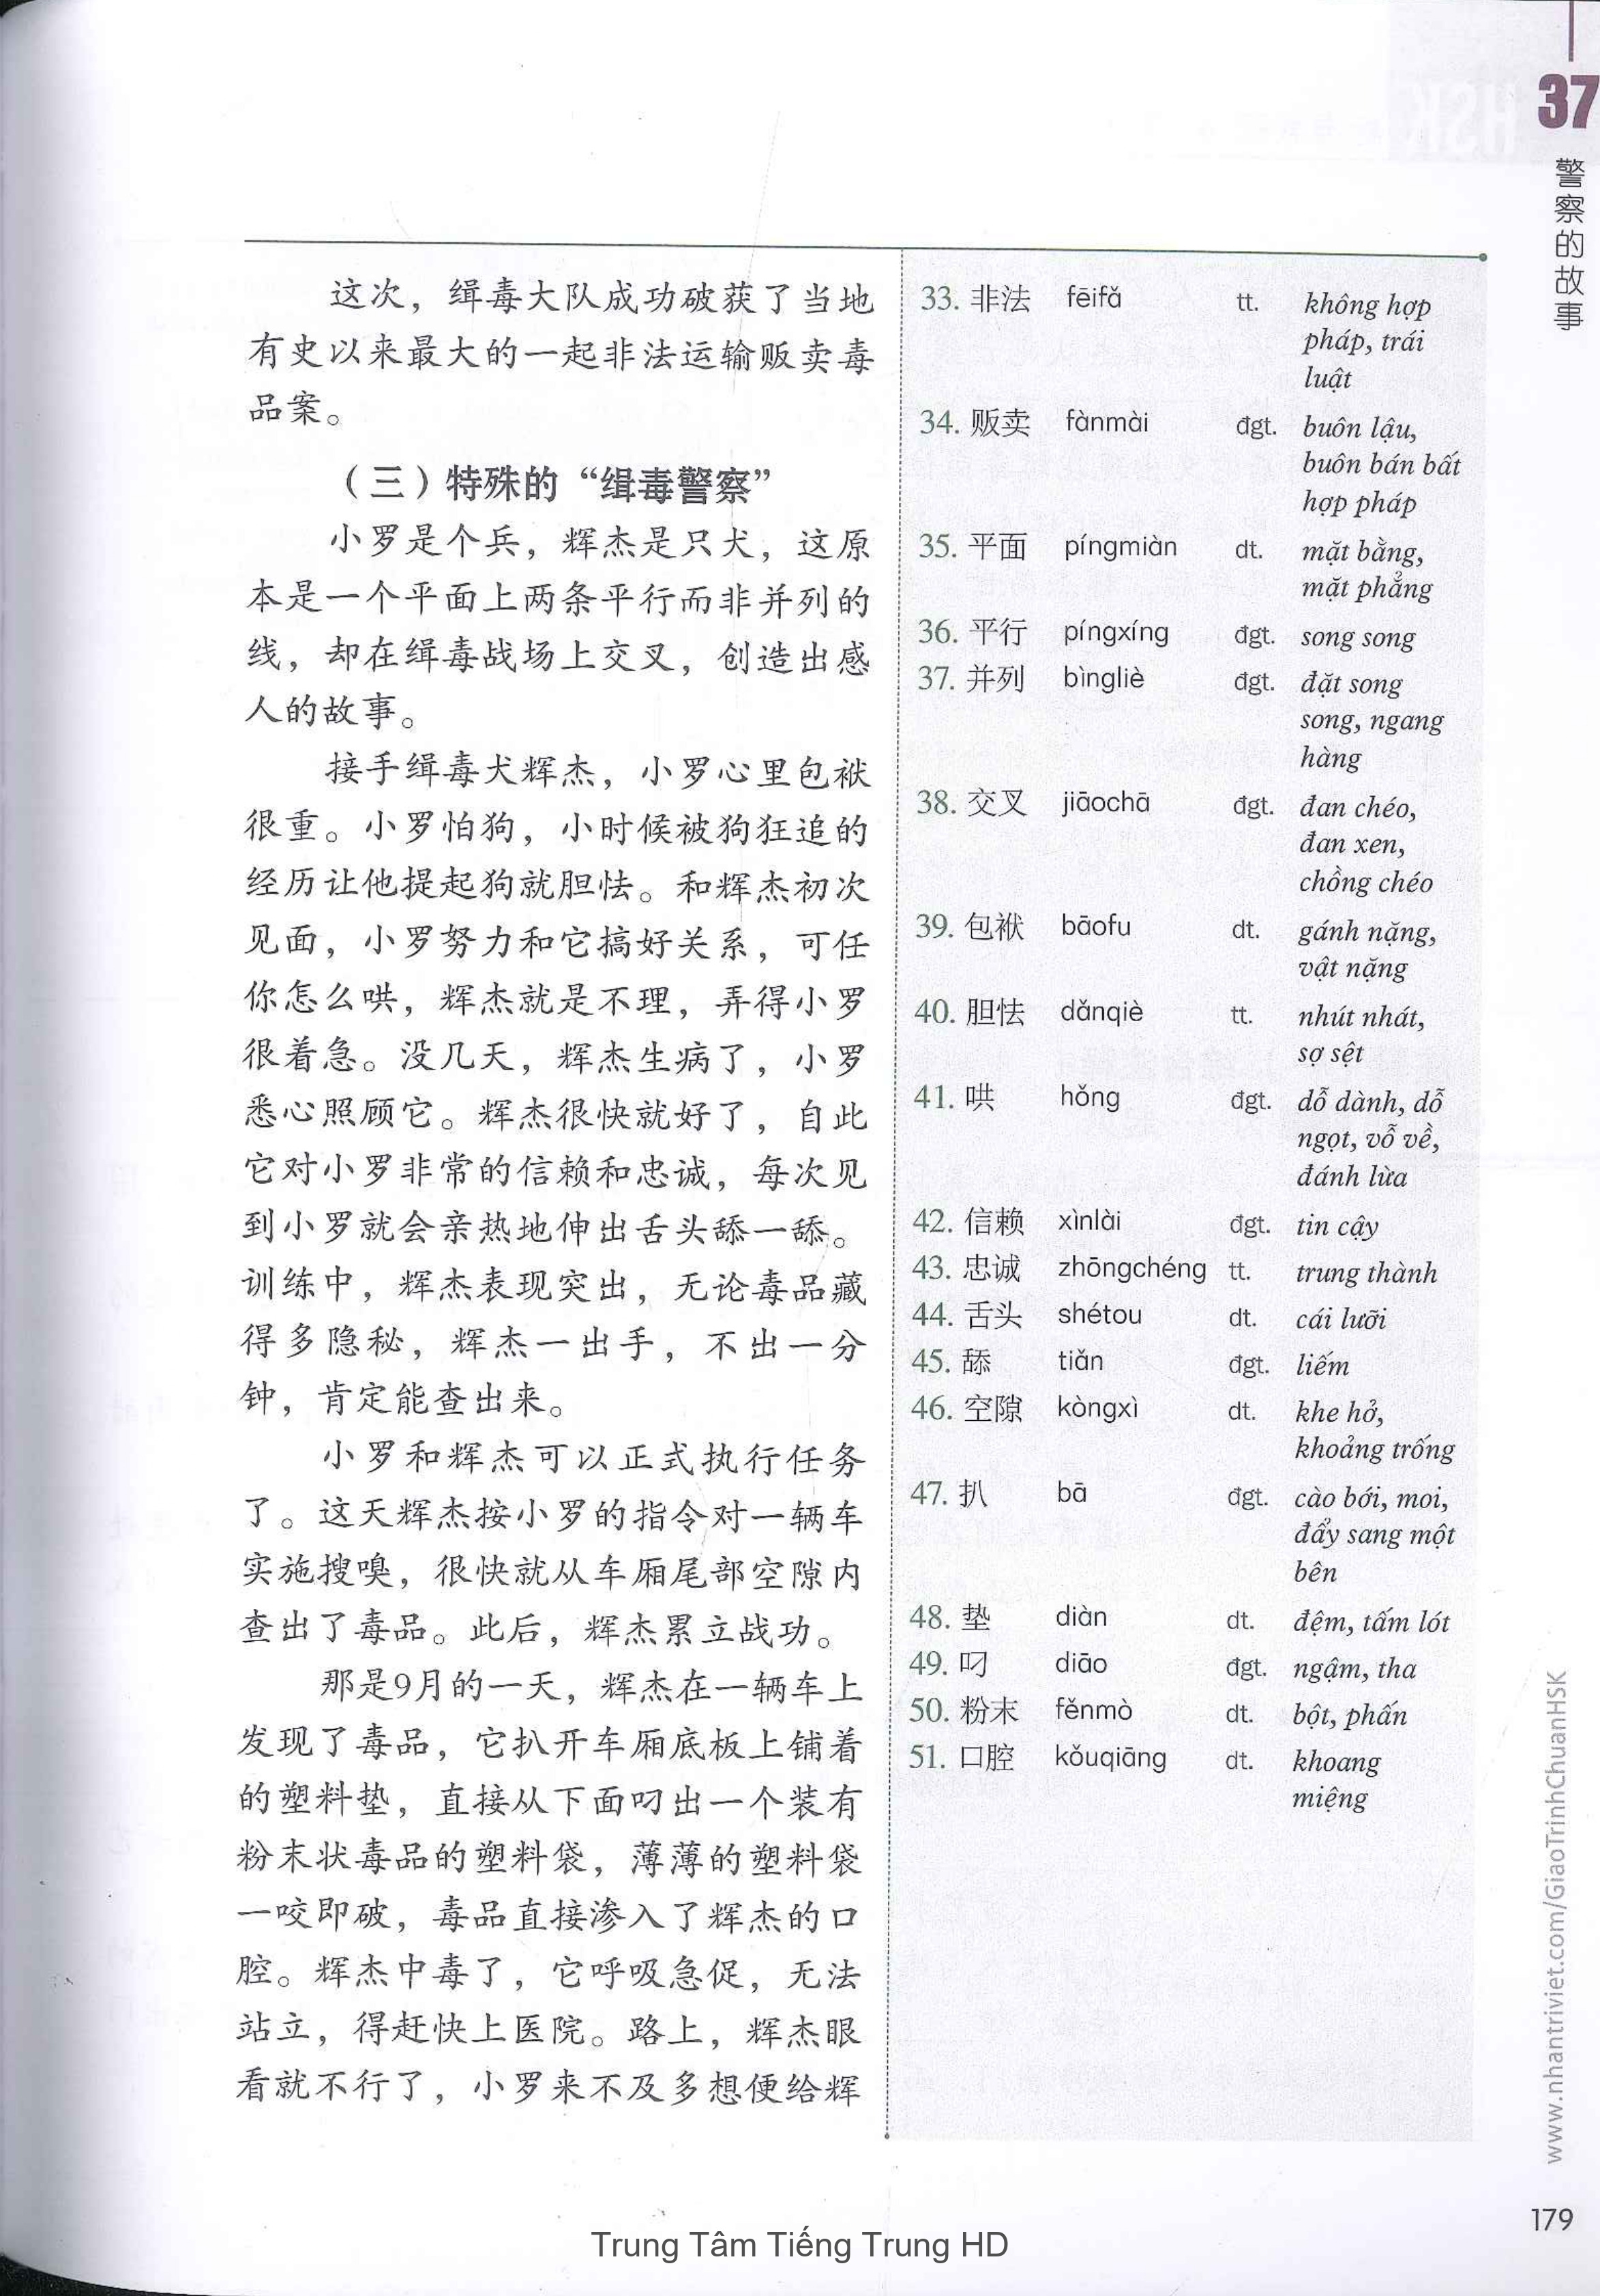 37
警察的故事
这次，缉毒大队成功破获了当地
有史以来最大的一起非法运输贩卖毒
品案。
（三）特殊的“缉毒警察”
小罗是个兵，辉杰是只犬，这原
本是一个平面上两条平行而非并列的
线，却在缉毒战场上交叉，创造出感
人的故事。
接手缉毒犬辉杰，小罗心里包袱
很重。小罗怕狗，小时候被狗狂追的
经历让他提起狗就胆怯。和辉杰初次
见面，小罗努力和它搞好关系，可任
你怎么哄，辉杰就是不理，弄得小罗
很着急。没几天，辉杰生病了，小罗
悉心照顾它。辉杰很快就好了，自此
它对小罗非常的信赖和忠诚，每次见
到小罗就会亲热地伸出舌头舔一舔。
训练中，辉杰表现突出，无论毒品藏
得多隐秘，辉杰一出手，不出一分
钟，肯定能查出来。
小罗和辉杰可以正式执行任务
了。这天辉杰按小罗的指令对一辆车
实施搜嗅，很快就从车厢尾部空隙内
查出了毒品。此后，辉杰累立战功。
那是9月的一天，辉杰在一辆车上
发现了毒品，它扒开车厢底板上铺着
的塑料垫，直接从下面叼出一个装有
粉末状毒品的塑料袋，薄薄的塑料袋
一咬即破，毒品直接渗入了辉杰的口
腔。辉杰中毒了，它呼吸急促，无法
站立，得赶快上医院。路上，辉杰眼
看就不行了，小罗来不及多想便给辉
33. 非法 fēifǎ tt. không hợp
pháp, trái
luật
34. 贩卖 fànmài đgt. buôn lậu,
buôn bán bất
hợp pháp
35. 平面 píngmiàn dt. mặt bằng,
mặt phẳng
36. 平行 píngxíng đgt. song song
37. 并列 bìngliè đgt. đặt song
song, ngang
hàng
38. 交叉 jiāochā đgt. đan chéo,
đan xen,
chồng chéo
39. 包袱 bāofu dt. gánh nặng,
vật nặng
40. 胆怯 dǎnqiè tt. nhút nhát,
sợ sệt
41. 哄 hǒng đgt. dỗ dành, dỗ
ngọt, vỗ về,
đánh lừa
42. 信赖 xìnlài đgt. tin cậy
43. 忠诚 zhōngchéng tt. trung thành
44. 舌头 shétou dt. cái lưỡi
45. 舔 tiǎn đgt. liếm
46. 空隙 kòngxì dt. khe hở,
khoảng trống
47. 扒 bā đgt. cào bới, moi,
đẩy sang một
bên
48. 垫 diàn dt. đệm, tấm lót
49. 叼 diāo đgt. ngậm, tha
50. 粉末 fěnmò dt. bột, phấn
51. 口腔 kǒuqiāng dt. khoang
miệng
www.nhantriviet.com/GiaoTrinhChuanHSK
179
Trung Tâm Tiếng Trung HD